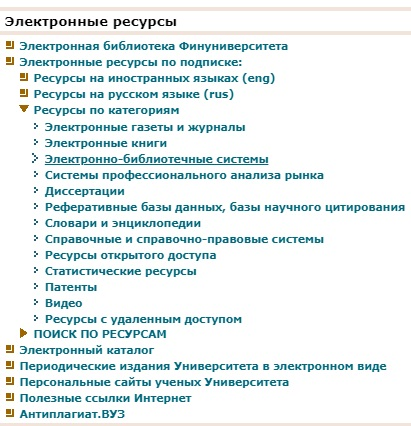 Электронные ресурсы
Электронная библиотека Финуниверситета
Электронные ресурсы по подписке:
Ресурсы на иностранных языках (eng)
Ресурсы на русском языке (rus)
Ресурсы по категориям
Электронные газеты и журналы
Электронные книги
Электронно-библиотечные системы
Системы профессионального анализа рынка
Диссертации
Реферативные базы данных, базы научного цитирования
Словари и энциклопедии
Справочные и справочно-правовые системы
Ресурсы открытого доступа
Статистические ресурсы
Патенты
Видео
Ресурсы с удаленным доступом
ПОИСК ПО РЕСУРСАМ
Электронный каталог
Периодические издания Университета в электронном виде
Персональные сайты ученых Университета
Полезные ссылки Интернет
Антиплагиат.ВУЗ